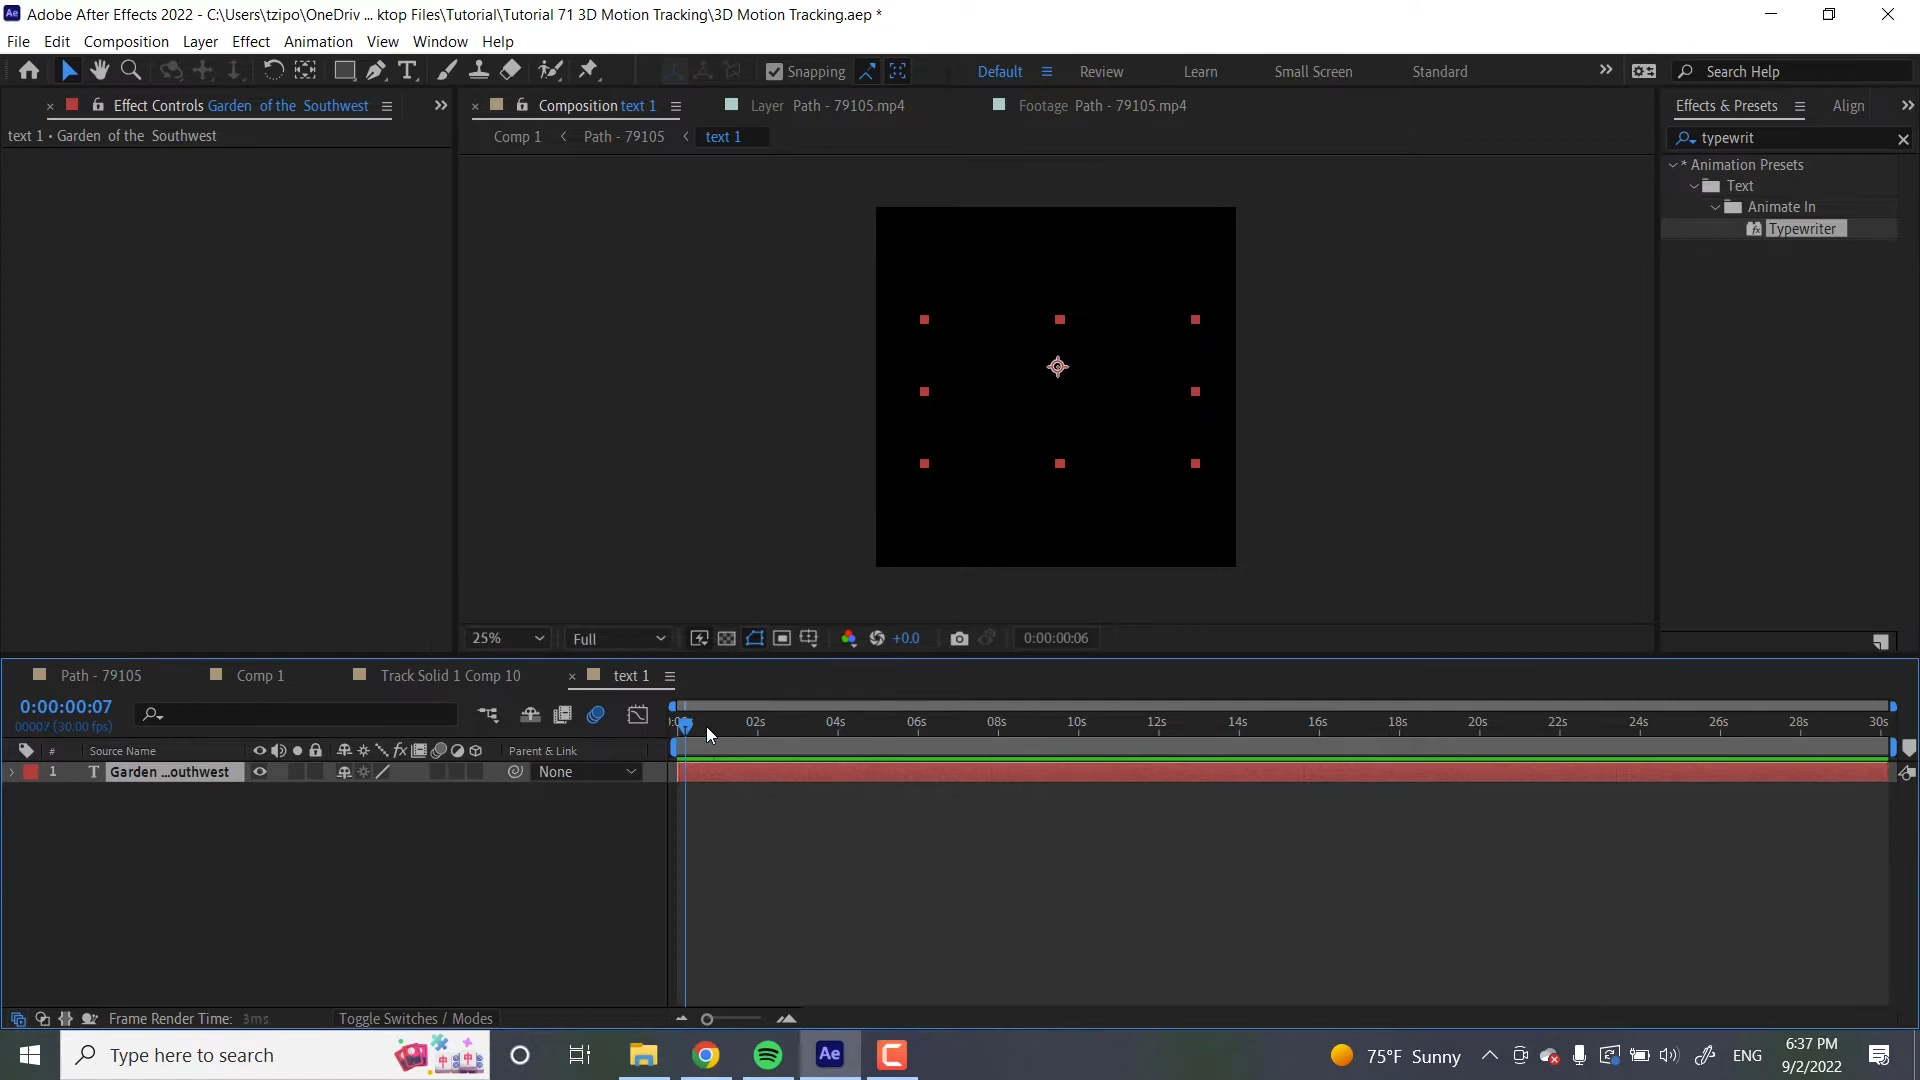 Ae Adobe After Effects 2022 - C:\Users\tzipo\OneDriv ... ktop Files\Tutorial\Tutorial 71 3D Motion Tracking\3D Motion Tracking.aep *
File Edit Composition Layer Effect Animation View Window Help
Snapping Default Review Learn Small Screen Standard Search Help
Effect Controls Garden of the Southwest
Composition text 1 Layer Path - 79105.mp4 Footage Path - 79105.mp4
Effects & Presets Align
text 1 • Garden of the Southwest
Comp 1 Path - 79105 text 1
typewrit
* Animation Presets
Text
Animate In
Typewriter
25% Full +0.0 0:00:00:06
Path - 79105 Comp 1 Track Solid 1 Comp 10 text 1
0:00:00:07
00007 (30.00 fps)
02s 04s 06s 08s 10s 12s 14s 16s 18s 20s 22s 24s 26s 28s 30s
# Source Name fx Parent & Link
1 T Garden ...outhwest None
Frame Render Time: 3ms Toggle Switches / Modes
Type here to search Ae 75°F Sunny ENG 6:37 PM
9/2/2022